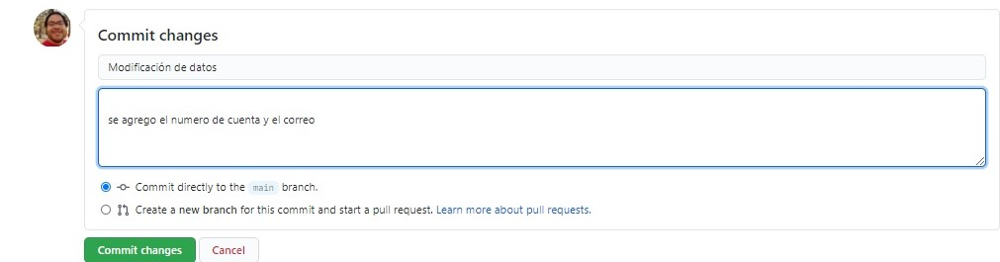 Commit changes
Modificación de datos
se agrego el numero de cuenta y el correo
Commit directly to the main branch.
Create a new branch for this commit and start a pull request. Learn more about pull requests.
Commit changes
Cancel